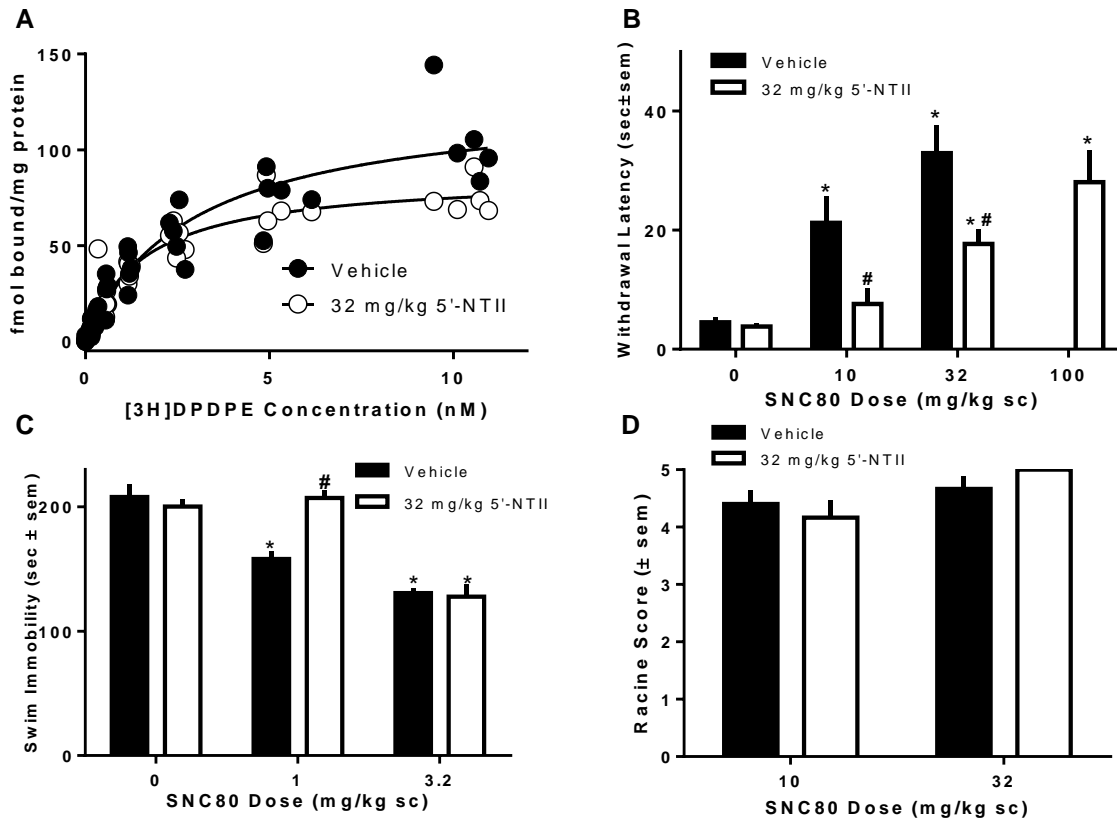 A
fmol bound/mg protein
150
100
50
0
Vehicle
32 mg/kg 5'-NTII
0
5
10
[3H]DPDPE Concentration (nM)
B
Withdrawal Latency (sec±sem)
Vehicle
32 mg/kg 5'-NTII
40
20
0
*
#
*
* #
*
0
10
32
100
SNC80 Dose (mg/kg sc)
C
Swim Immobility (sec ± sem)
Vehicle
32 mg/kg 5'-NTII
200
100
0
*
#
*
*
0
1
3.2
SNC80 Dose (mg/kg sc)
D
Racine Score (± sem)
Vehicle
32 mg/kg 5'-NTII
5
4
3
2
1
0
10
32
SNC80 Dose (mg/kg sc)